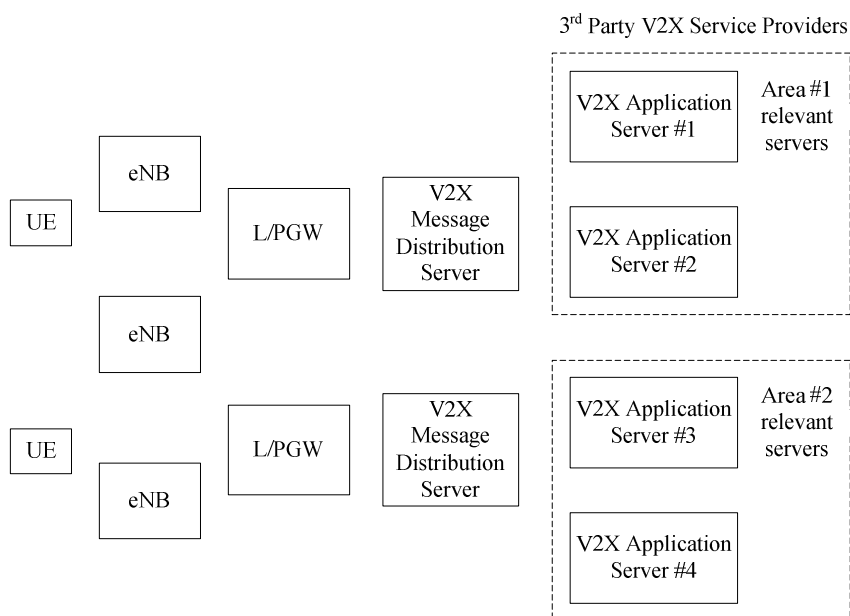 3rd Party V2X Service Providers
V2X Application
Server #1
Area #1
relevant
servers
eNB
UE
L/PGW
V2X
Message
Distribution
Server
V2X Application
Server #2
eNB
UE
L/PGW
V2X
Message
Distribution
Server
V2X Application
Server #3
Area #2
relevant
servers
eNB
V2X Application
Server #4